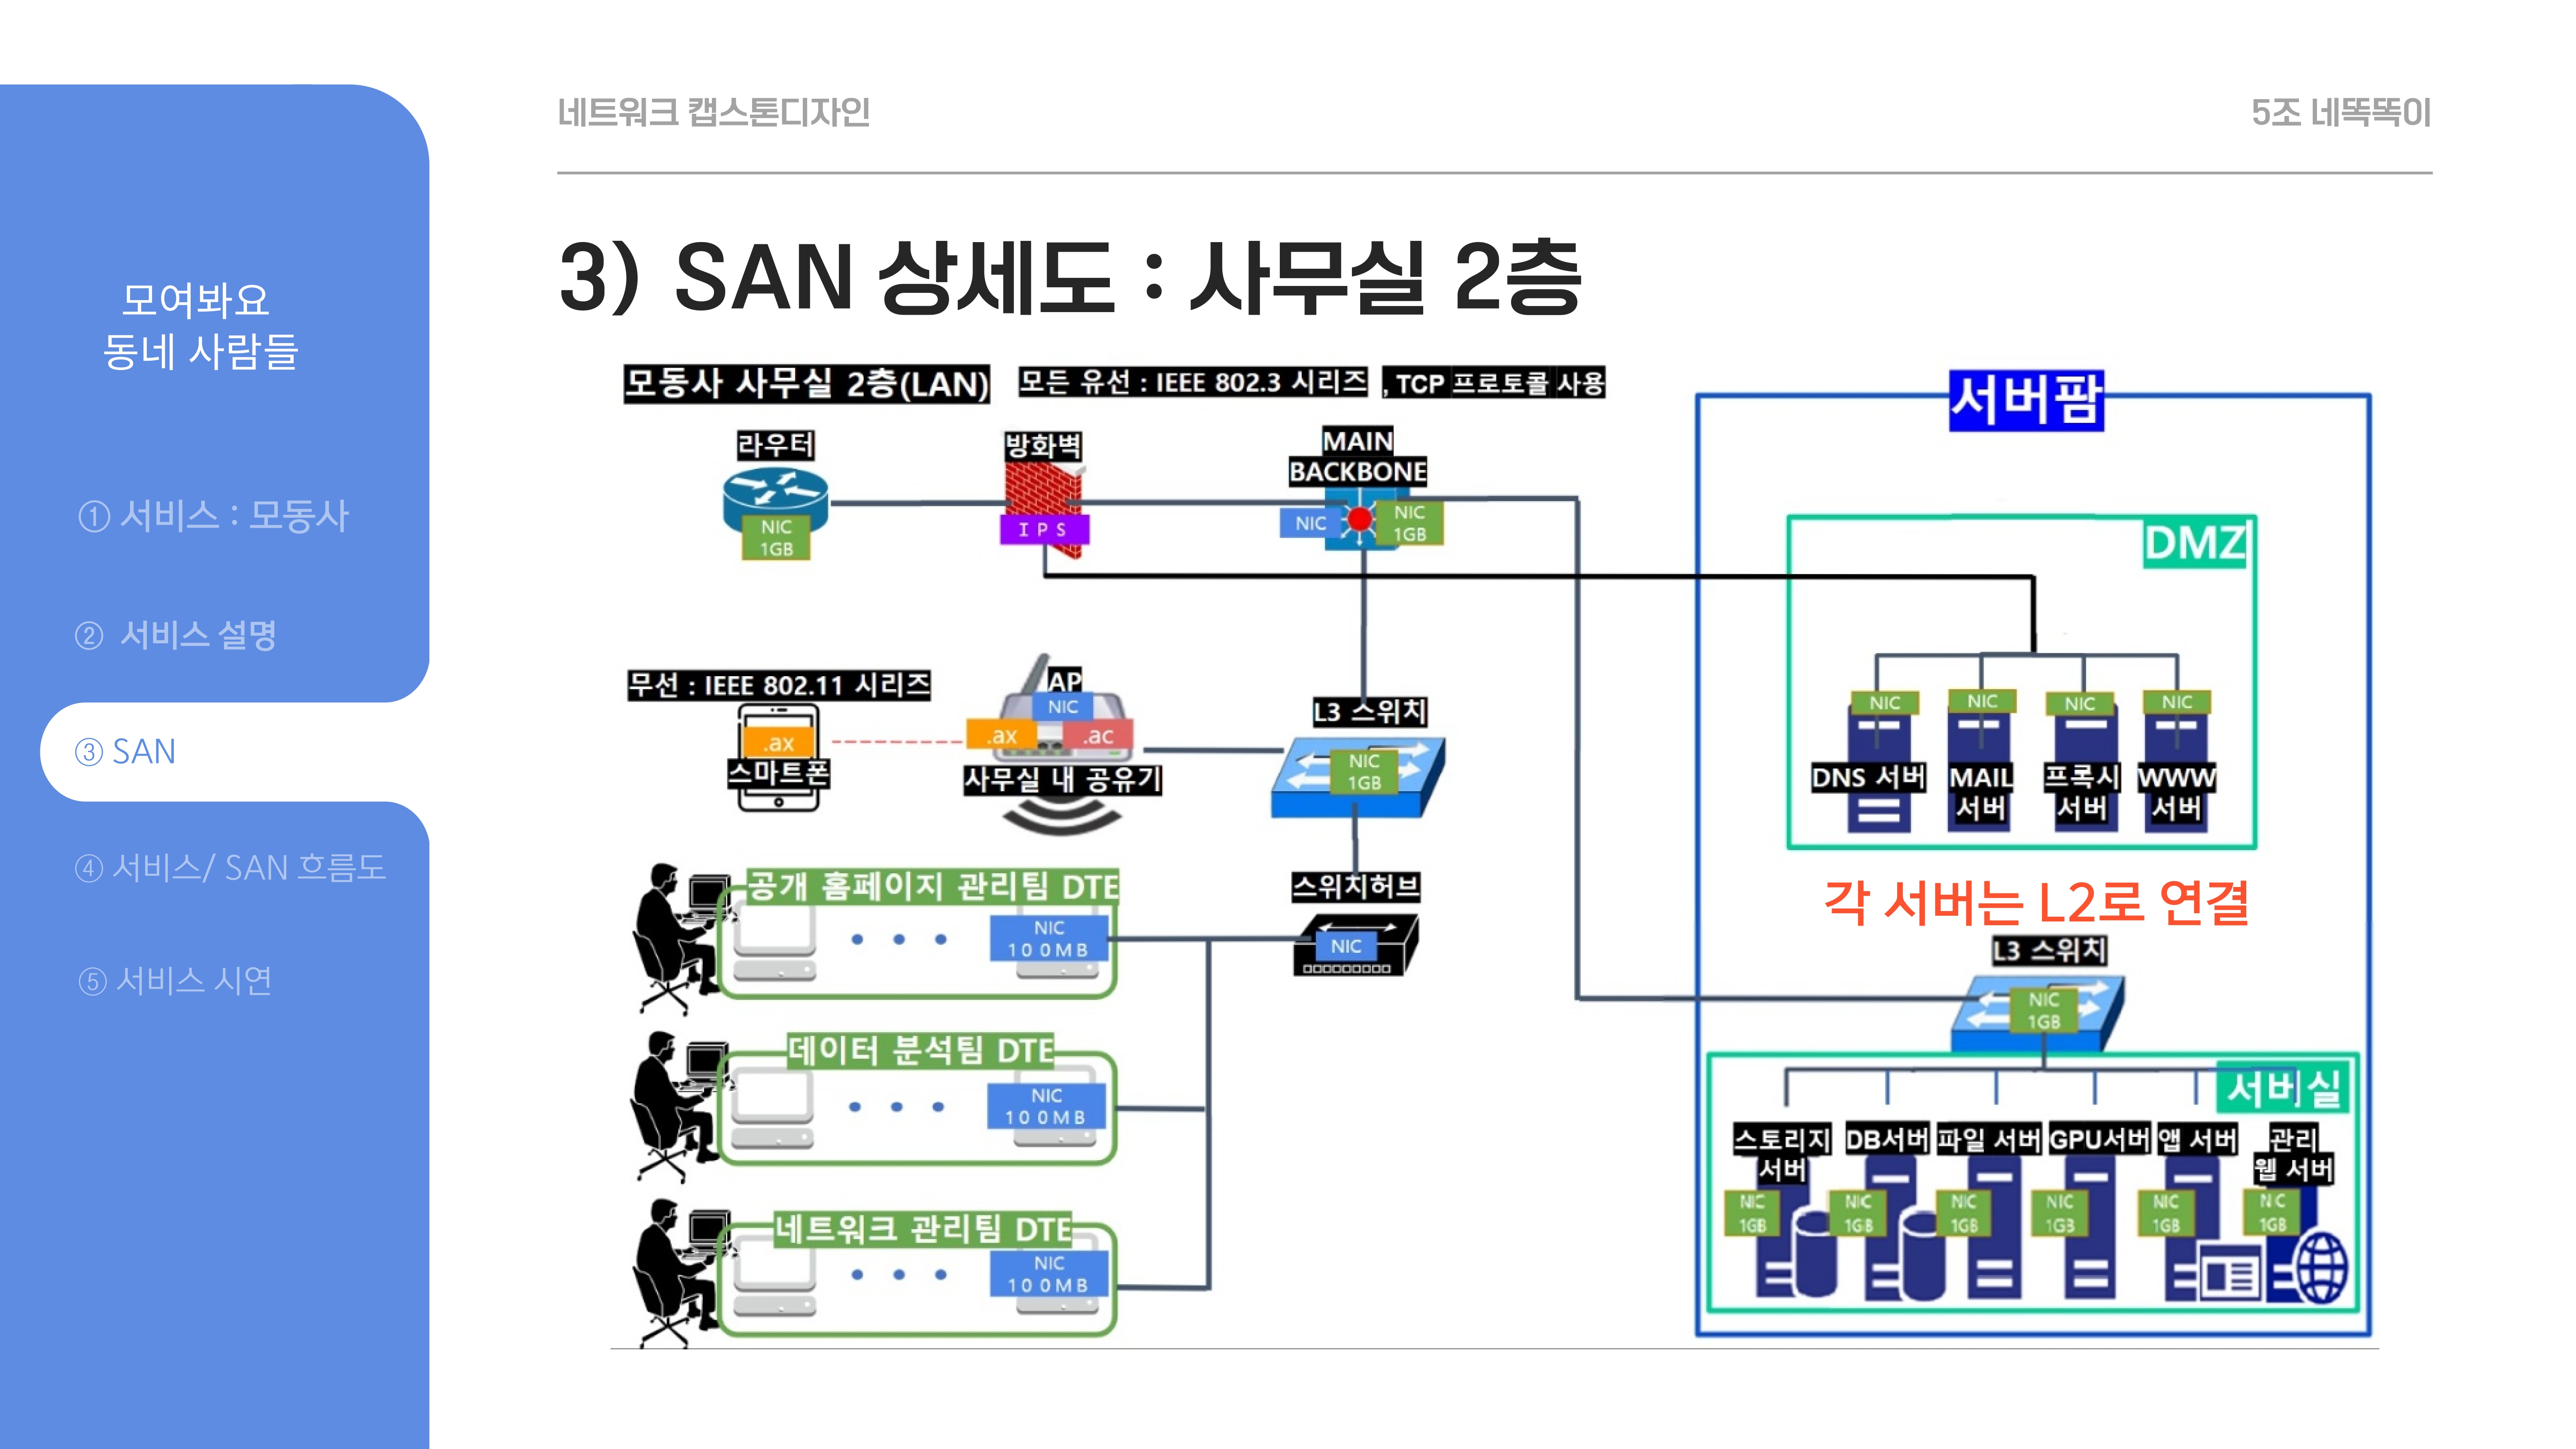 네트워크 캡스톤디자인
5조 네똑똑이
모여봐요
동네 사람들
① 서비스 : 모동사
② 서비스 설명
③ SAN
④ 서비스/ SAN 흐름도
⑤ 서비스 시연
3) SAN 상세도 : 사무실 2층
모동사 사무실 2층(LAN)
모든 유선 : IEEE 802.3 시리즈 , TCP 프로토콜 사용
라우터
NIC
1GB
방화벽
IPS
MAIN
BACKBONE
NIC
NIC
1GB
무선 : IEEE 802.11 시리즈
.ax
스마트폰
AP
NIC
.ax
.ac
사무실 내 공유기
L3 스위치
NIC
1GB
스위치허브
NIC
공개 홈페이지 관리팀 DTE
NIC
100MB
데이터 분석팀 DTE
NIC
100MB
네트워크 관리팀 DTE
NIC
100MB
서버팜
DMZ
NIC
NIC
NIC
NIC
DNS 서버
MAIL
서버
프록시
서버
WWW
서버
각 서버는 L2로 연결
L3 스위치
NIC
1GB
서버실
스토리지
서버
DB서버
파일 서버
GPU서버
앱 서버
관리
웹 서버
NIC
1GB
NIC
1GB
NIC
1GB
NIC
1GB
NIC
1GB
NIC
1GB